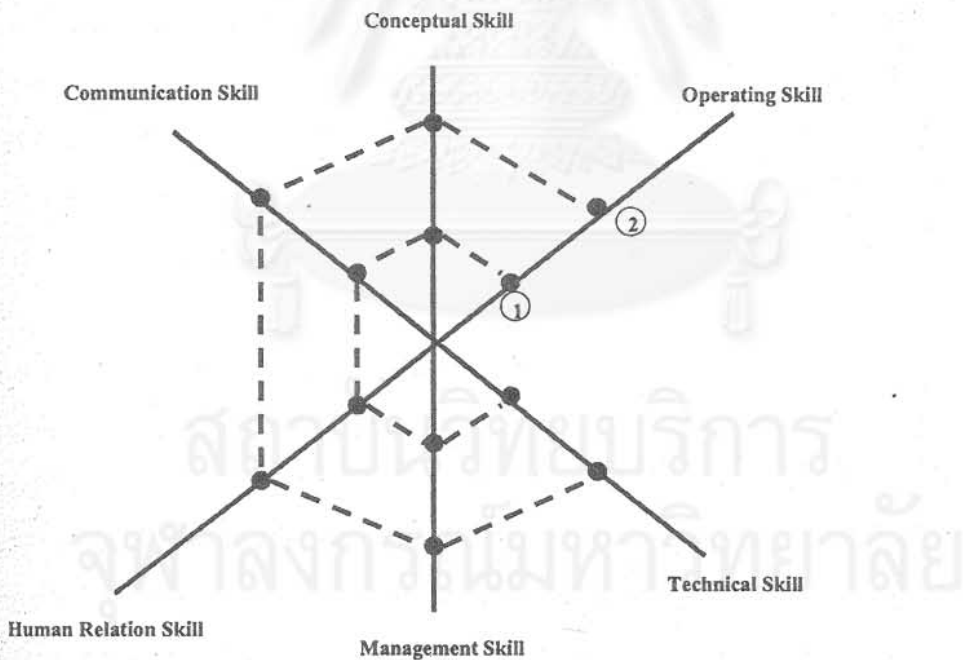 Conceptual Skill
Communication Skill
Operating Skill
2
1
สถาบันวิทยบริการ
จุฬาลงกรณ์มหาวิทยาลัย
Technical Skill
Human Relation Skill
Management Skill